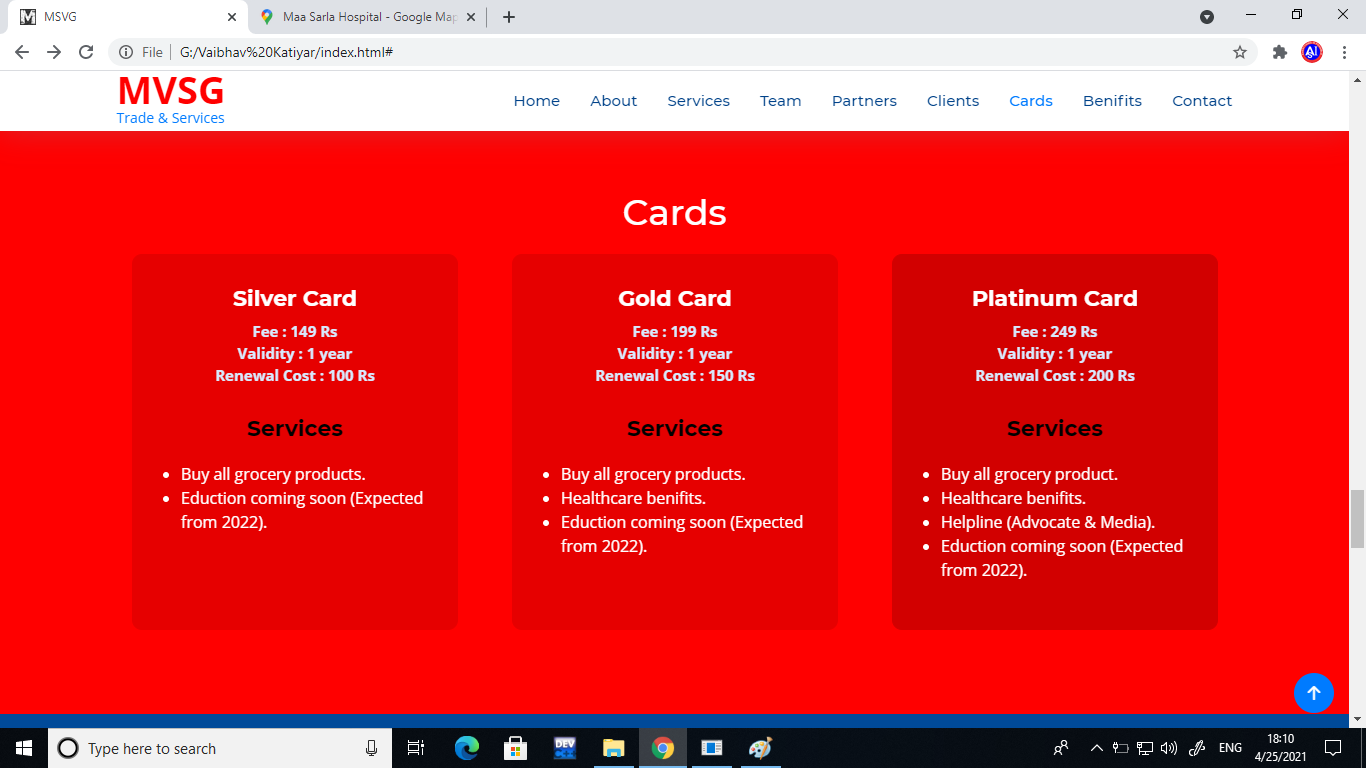 MSVG
Maa Sarla Hospital - Google Map
File
G:/Vaibhav%20Katiyar/index.html#
MVSG
Trade & Services
Home About Services Team Partners Clients Cards Benifits Contact
Cards
Silver Card
Fee : 149 Rs
Validity : 1 year
Renewal Cost : 100 Rs
Services
Buy all grocery products.
Eduction coming soon (Expected
from 2022).
Gold Card
Fee : 199 Rs
Validity : 1 year
Renewal Cost : 150 Rs
Services
Buy all grocery products.
Healthcare benifits.
Eduction coming soon (Expected
from 2022).
Platinum Card
Fee : 249 Rs
Validity : 1 year
Renewal Cost : 200 Rs
Services
Buy all grocery product.
Healthcare benifits.
Helpline (Advocate & Media).
Eduction coming soon (Expected
from 2022).
Type here to search
DEV
ENG
18:10
4/25/2021